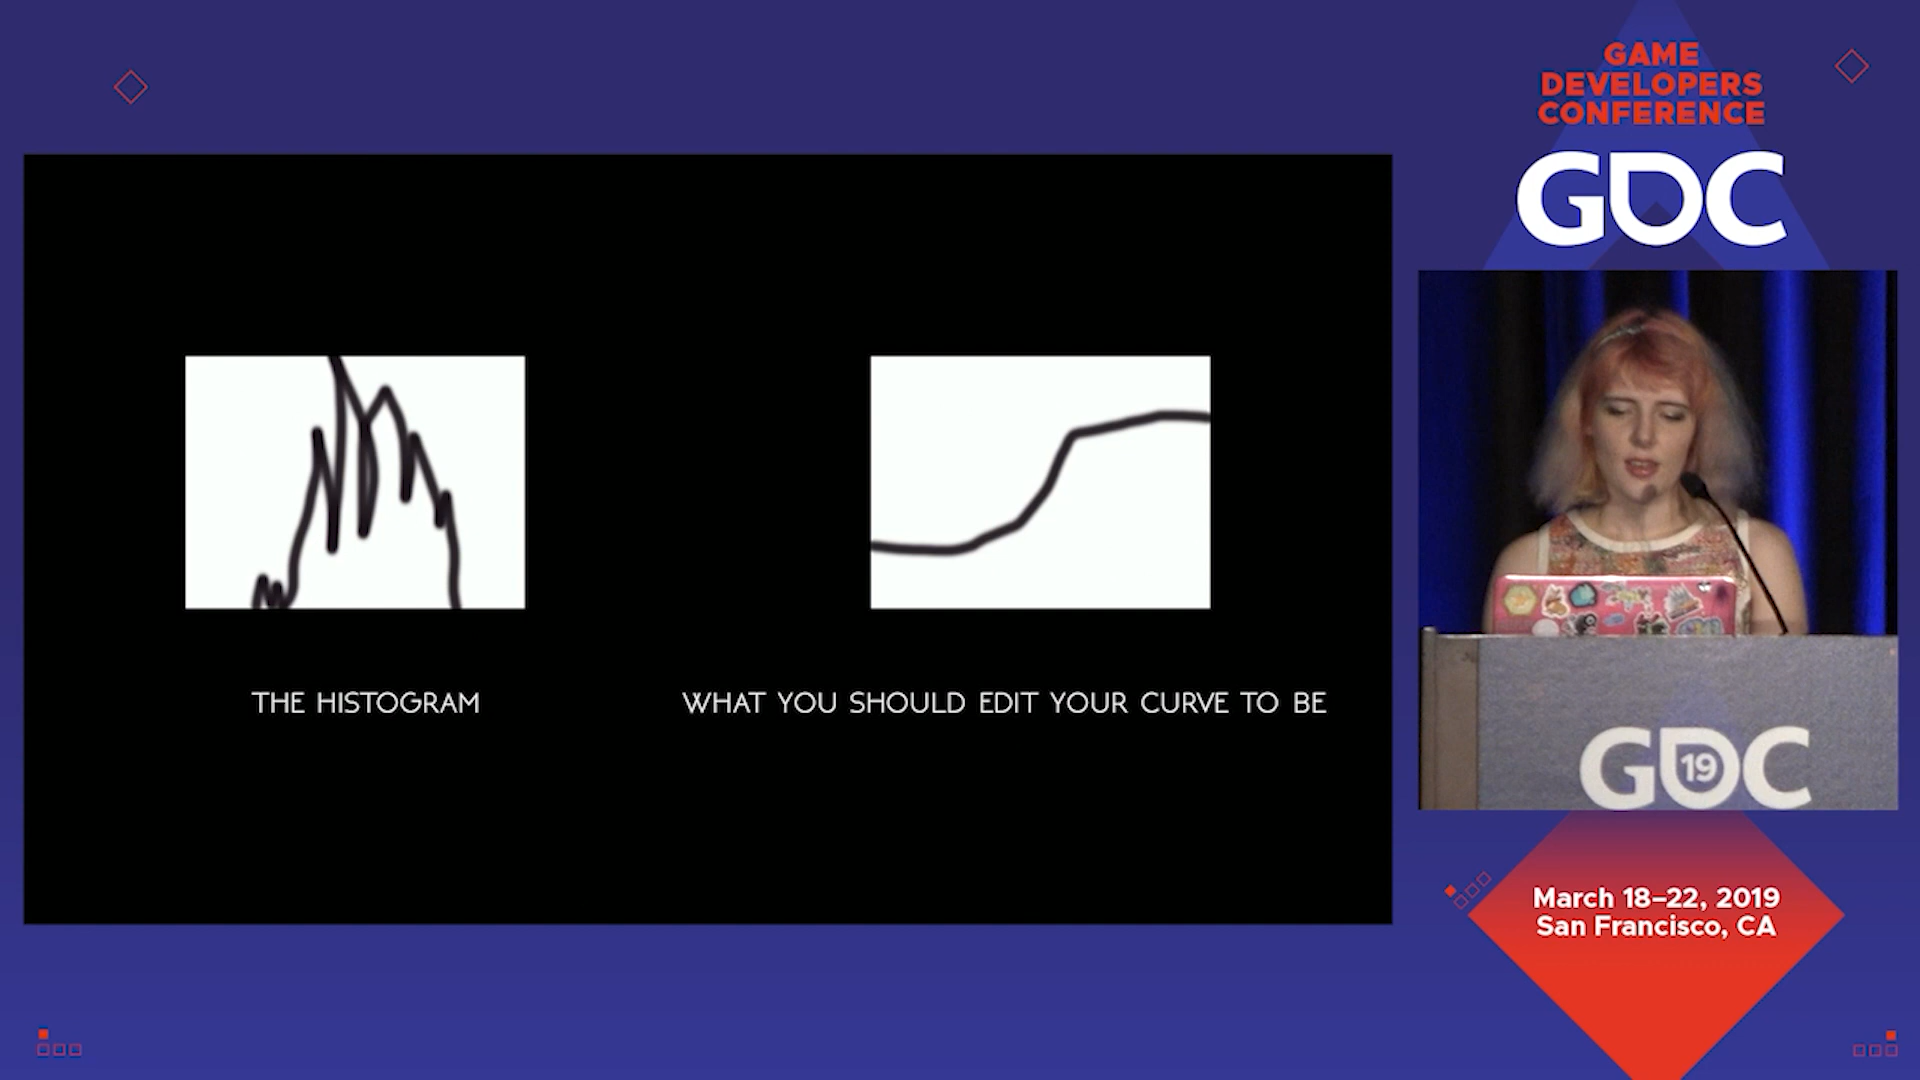 GAME
DEVELOPERS
CONFERENCE
GDC
THE HISTOGRAM
WHAT YOU SHOULD EDIT YOUR CURVE TO BE
GDC
19
March 18–22, 2019
San Francisco, CA